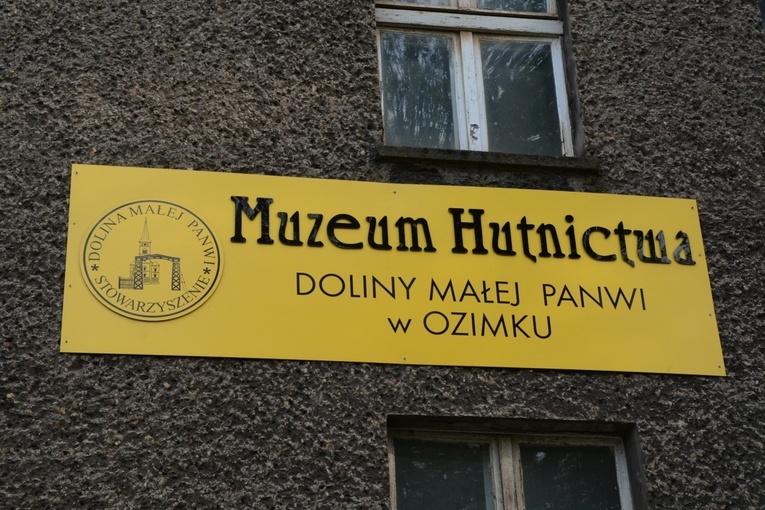 DOLINA MAŁEJ PANWI
* STOWARZYSZENIE *
Muzeum Hutnictwa
DOLINY MAŁEJ PANWI
w OZIMKU